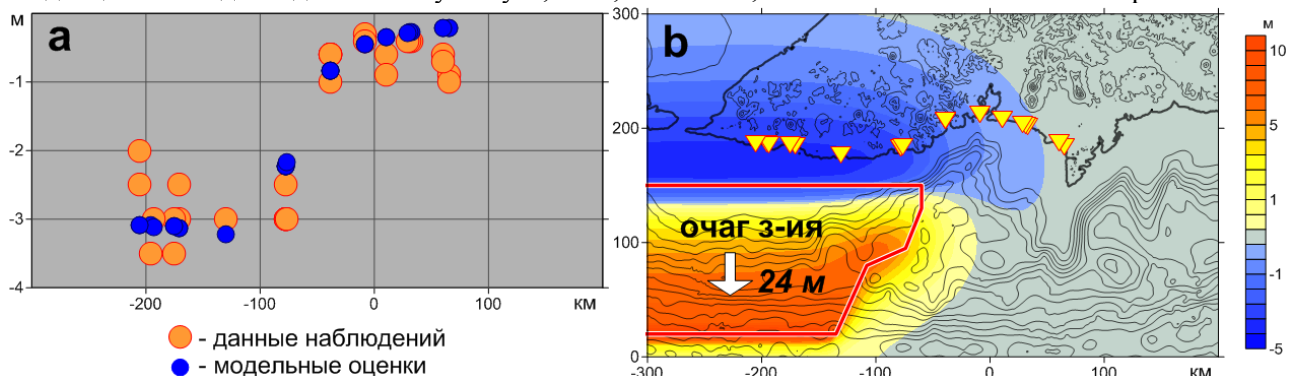 м
a
-1
-2
-3
-4
-200
-100
0
100
км
- данные наблюдений
- модельные оценки
300
b
200
100
0
очаг з-ия
24 м
-300
-200
-100
0
100
км
м
10
5
1
-1
-5